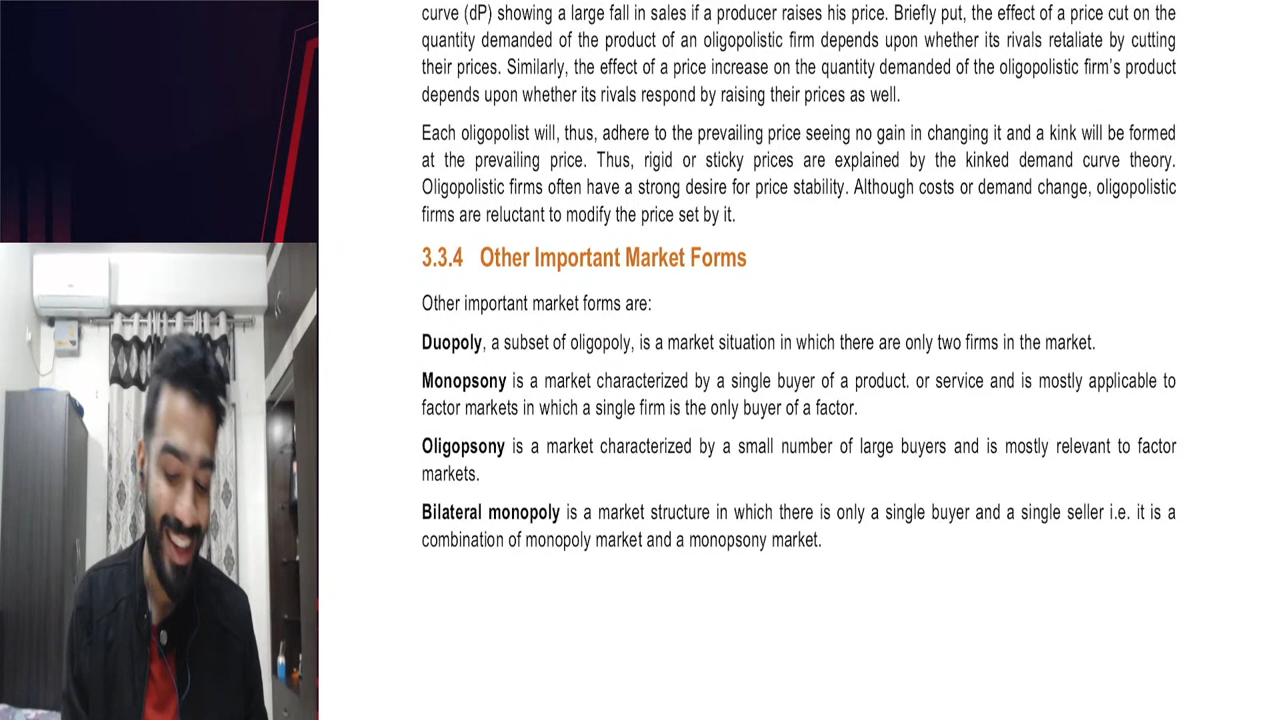 curve (dP) showing a large fall in sales if a producer raises his price. Briefly put, the effect of a price cut on the
quantity demanded of the product of an oligopolistic firm depends upon whether its rivals retaliate by cutting
their prices. Similarly, the effect of a price increase on the quantity demanded of the oligopolistic firm's product
depends upon whether its rivals respond by raising their prices as well.
Each oligopolist will, thus, adhere to the prevailing price seeing no gain in changing it and a kink will be formed
at the prevailing price. Thus, rigid or sticky prices are explained by the kinked demand curve theory.
Oligopolistic firms often have a strong desire for price stability. Although costs or demand change, oligopolistic
firms are reluctant to modify the price set by it.
3.3.4 Other Important Market Forms
Other important market forms are:
Duopoly, a subset of oligopoly, is a market situation in which there are only two firms in the market.
Monopsony is a market characterized by a single buyer of a product. or service and is mostly applicable to
factor markets in which a single firm is the only buyer of a factor.
Oligopsony is a market characterized by a small number of large buyers and is mostly relevant to factor
markets.
Bilateral monopoly is a market structure in which there is only a single buyer and a single seller i.e. it is a
combination of monopoly market and a monopsony market.